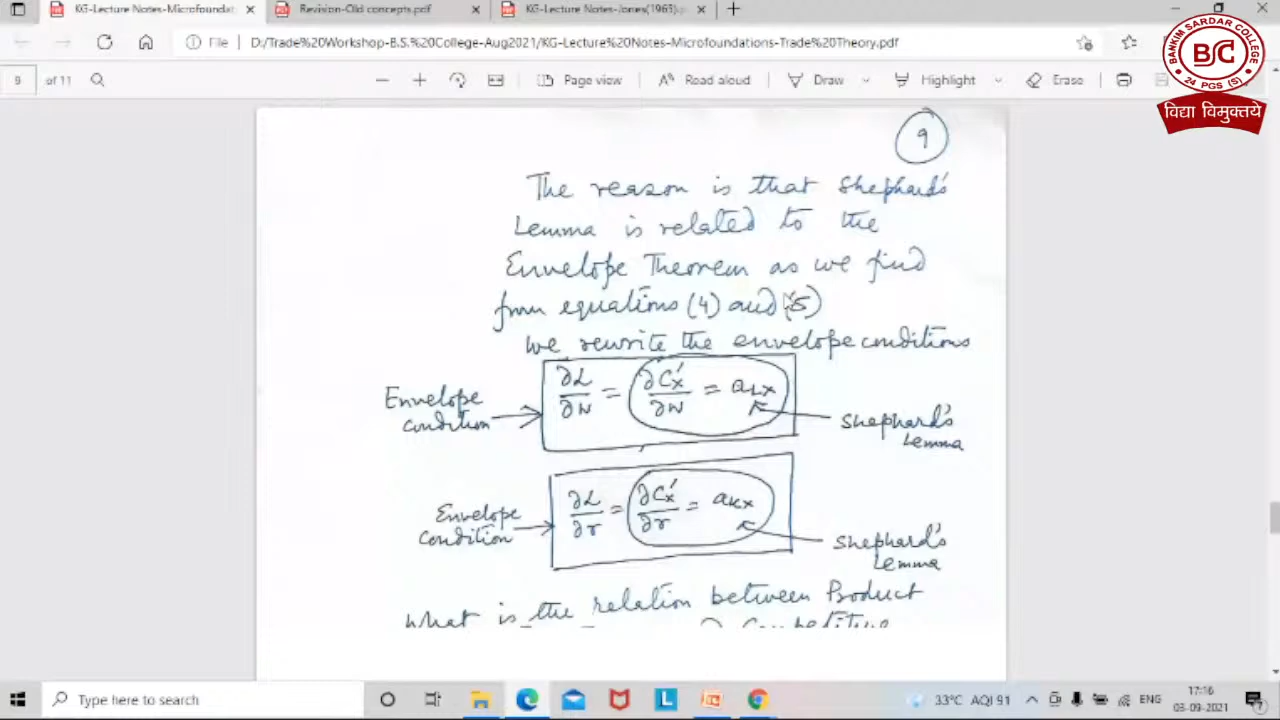 KG-Lecture Notes-Microfoundat
Revision-Old concepts.pdf
KG-Lecture Notes-Jones(1965).p
File
D:/Trade%20Workshop-B.S.%20College-Aug2021/KG-Lecture%20Notes-Microfoundations-Trade%20Theory.pdf
9 of 11
Page view
Read aloud
Draw
Highlight
Erase
BANKIM SARDAR COLLEGE
BSC
24 PGS (S)
विद्या विमुक्तये
9
The reason is that Shephard's
Lemma is related to the
Envelope Theorem as we find
from equations (4) and (5)
We rewrite the envelope conditions
Envelope condition
∂L/∂W = ∂Cx'/∂W = aLx
Shephard's Lemma
Envelope condition
∂L/∂r = ∂Cx'/∂r = aKx
Shephard's Lemma
What is the relation between Product
Competitive
Type here to search
33°C AQI 91
ENG
17:16
03-09-2021